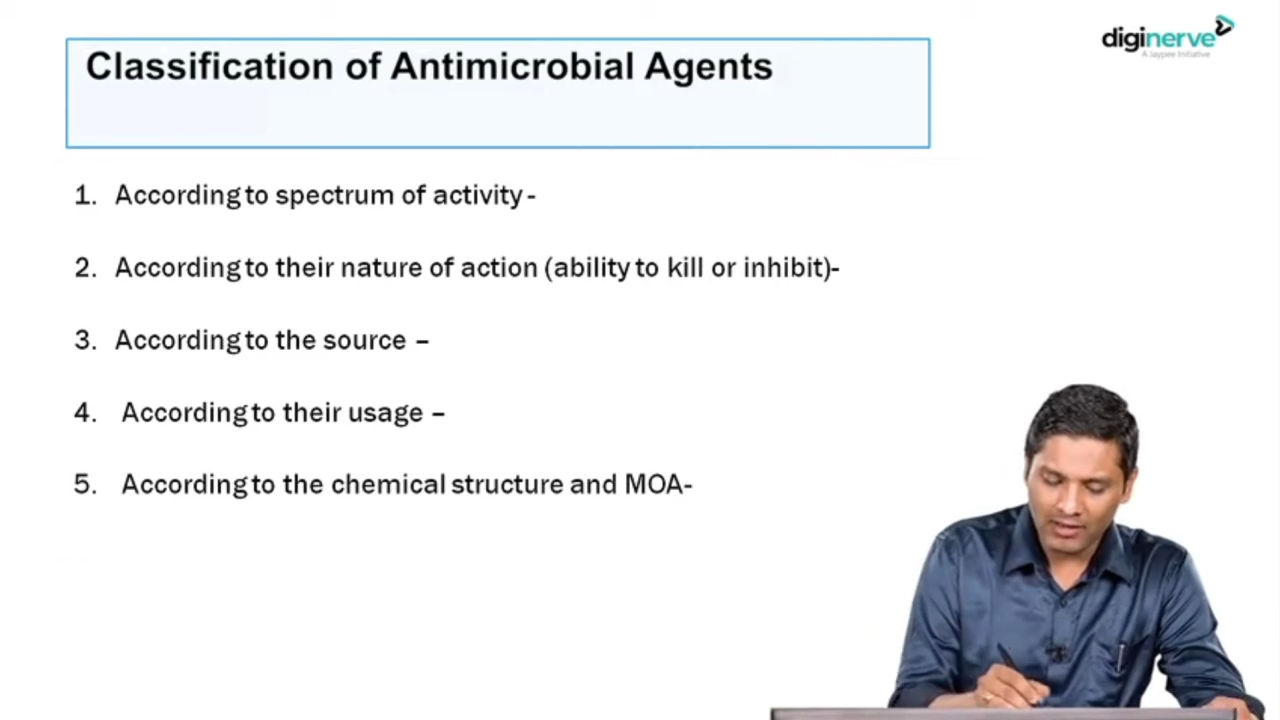 diginerve
A Jaypee Initiative
Classification of Antimicrobial Agents
1. According to spectrum of activity -
2. According to their nature of action (ability to kill or inhibit)-
3. According to the source –
4. According to their usage –
5. According to the chemical structure and MOA-